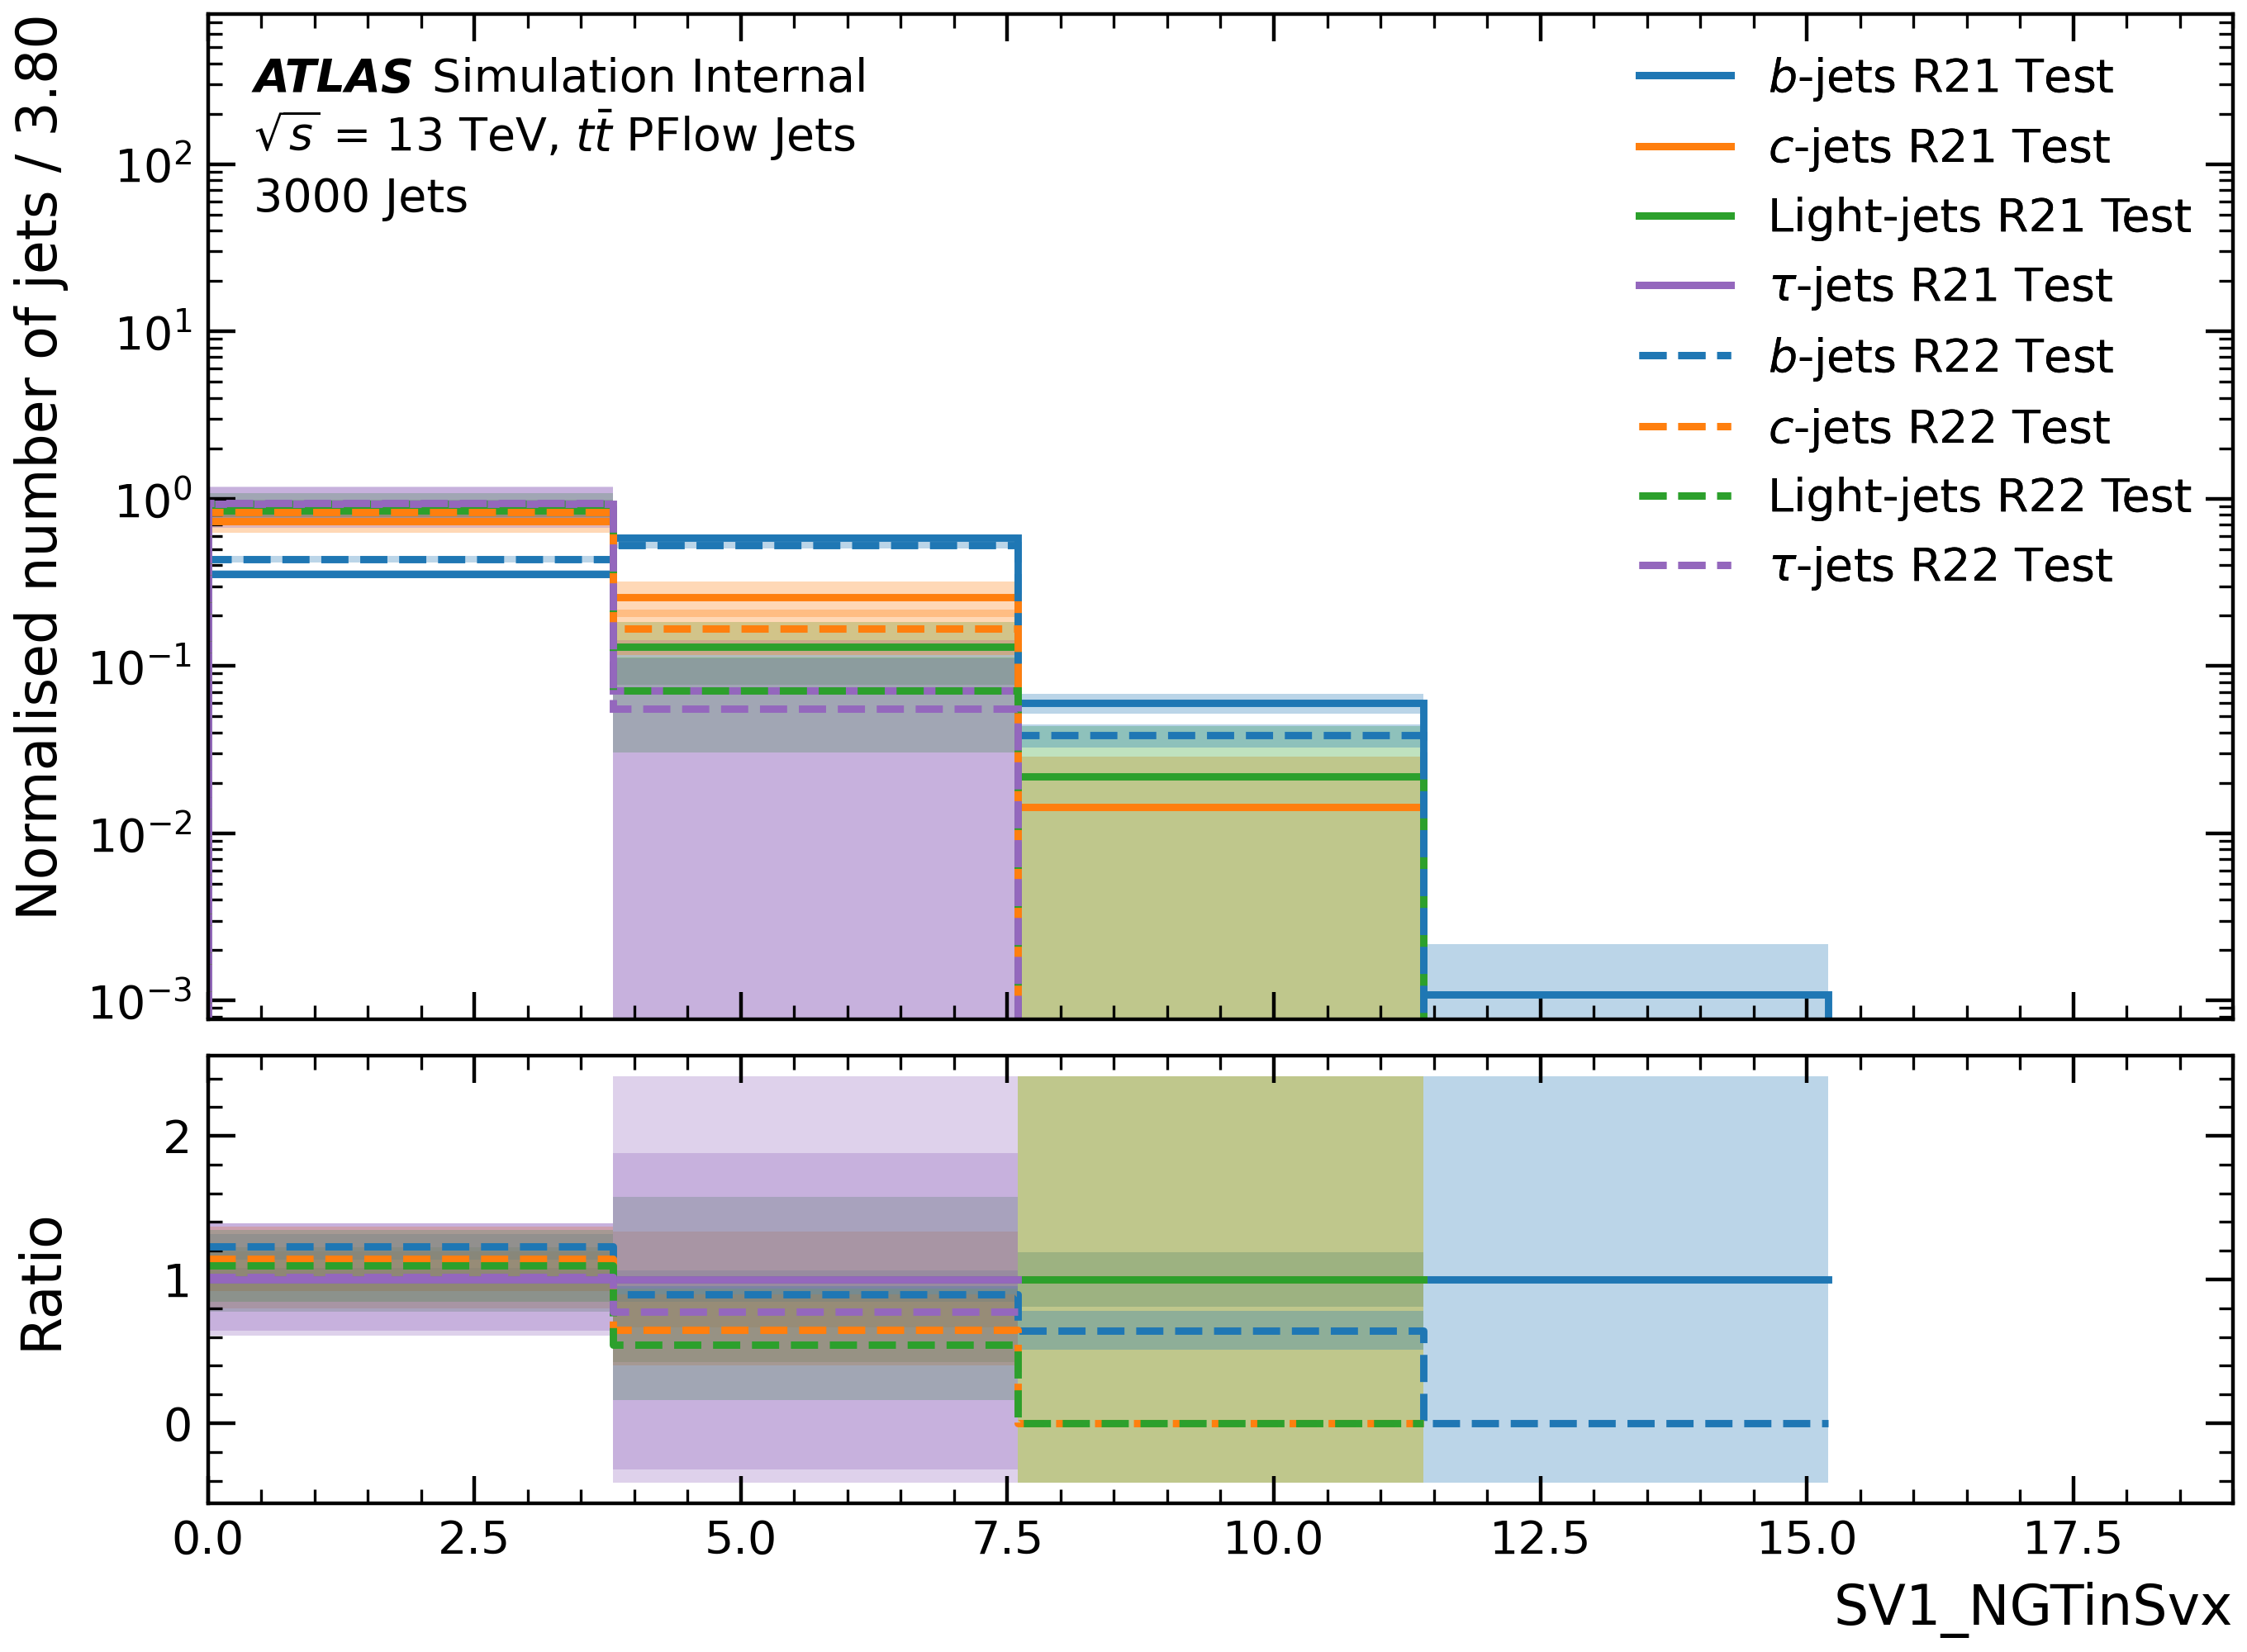 Normalised number of jets / 3.80
ATLAS Simulation Internal
√s = 13 TeV, tt̄ PFlow Jets
3000 Jets
b-jets R21 Test
c-jets R21 Test
Light-jets R21 Test
τ-jets R21 Test
b-jets R22 Test
c-jets R22 Test
Light-jets R22 Test
τ-jets R22 Test
10²
10¹
10⁰
10⁻¹
10⁻²
10⁻³
Ratio
2
1
0
0.0 2.5 5.0 7.5 10.0 12.5 15.0 17.5
SV1_NGTinSvx